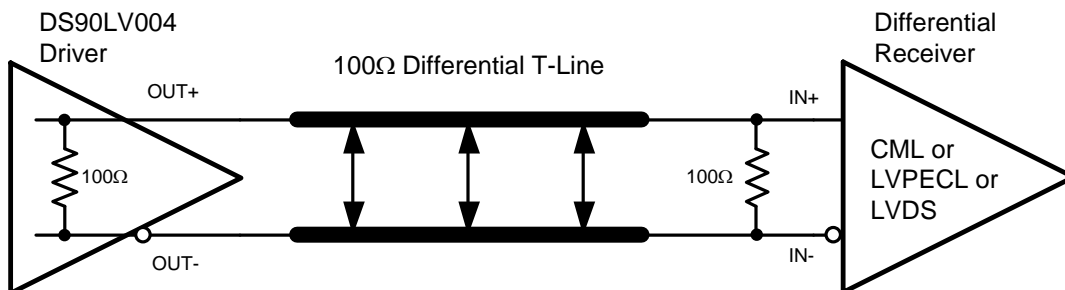 DS90LV004
Driver
100Ω Differential T-Line
Differential
Receiver
OUT+
IN+
100Ω
100Ω
CML or
LVPECL or
LVDS
OUT-
IN-